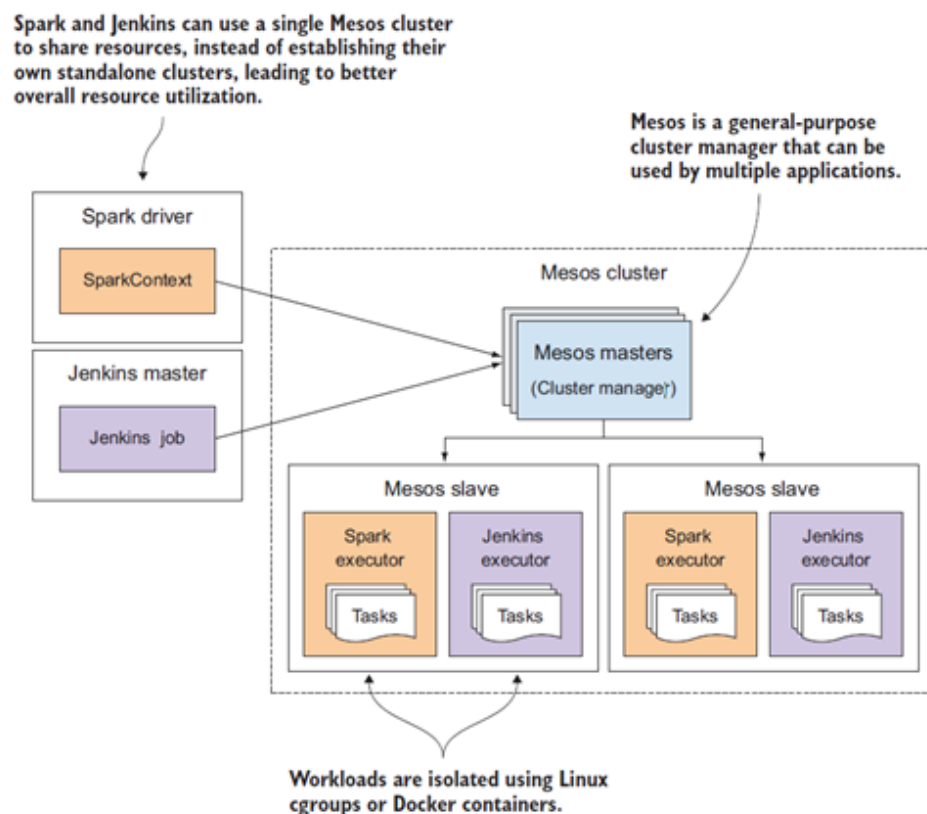 Spark and Jenkins can use a single Mesos cluster
to share resources, instead of establishing their
own standalone clusters, leading to better
overall resource utilization.
Mesos is a general-purpose
cluster manager that can be
used by multiple applications.
Spark driver
SparkContext
Jenkins master
Jenkins job
Mesos cluster
Mesos masters
(Cluster manager)
Mesos slave
Spark
executor
Tasks
Jenkins
executor
Tasks
Mesos slave
Spark
executor
Tasks
Jenkins
executor
Tasks
Workloads are isolated using Linux
cgroups or Docker containers.